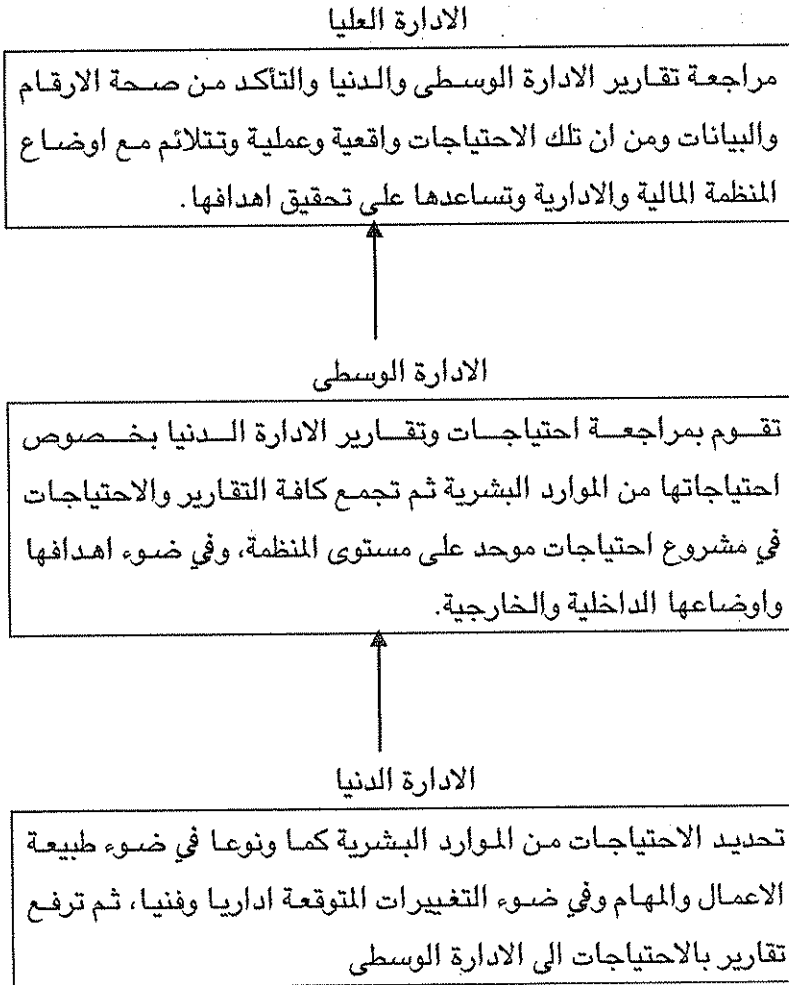 الادارة العليا
مراجعة تقارير الادارة الوسطى والدنيا والتأكد من صحة الارقام
والبيانات ومن ان تلك الاحتياجات واقعية وعملية وتتلائم مع اوضاع
المنظمة المالية والادارية وتساعدها على تحقيق اهدافها.
الادارة الوسطى
تقوم بمراجعة احتياجات وتقارير الادارة الدنيا بخصوص
احتياجاتها من الموارد البشرية ثم تجمع كافة التقارير والاحتياجات
في مشروع احتياجات موحد على مستوى المنظمة، وفي ضوء اهدافها
واوضاعها الداخلية والخارجية.
الادارة الدنيا
تحديد الاحتياجات من الموارد البشرية كما ونوعا في ضوء طبيعة
الاعمال والمهام وفي ضوء التغييرات المتوقعة اداريا وفنيا، ثم ترفع
تقارير بالاحتياجات الى الادارة الوسطى